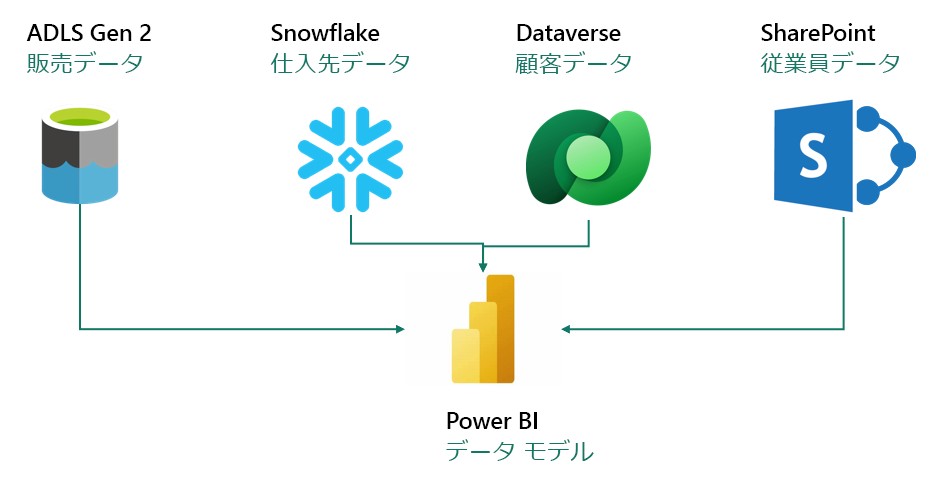 ADLS Gen 2
販売データ
Snowflake
仕入先データ
Dataverse
顧客データ
SharePoint
従業員データ
S
Power BI
データ モデル